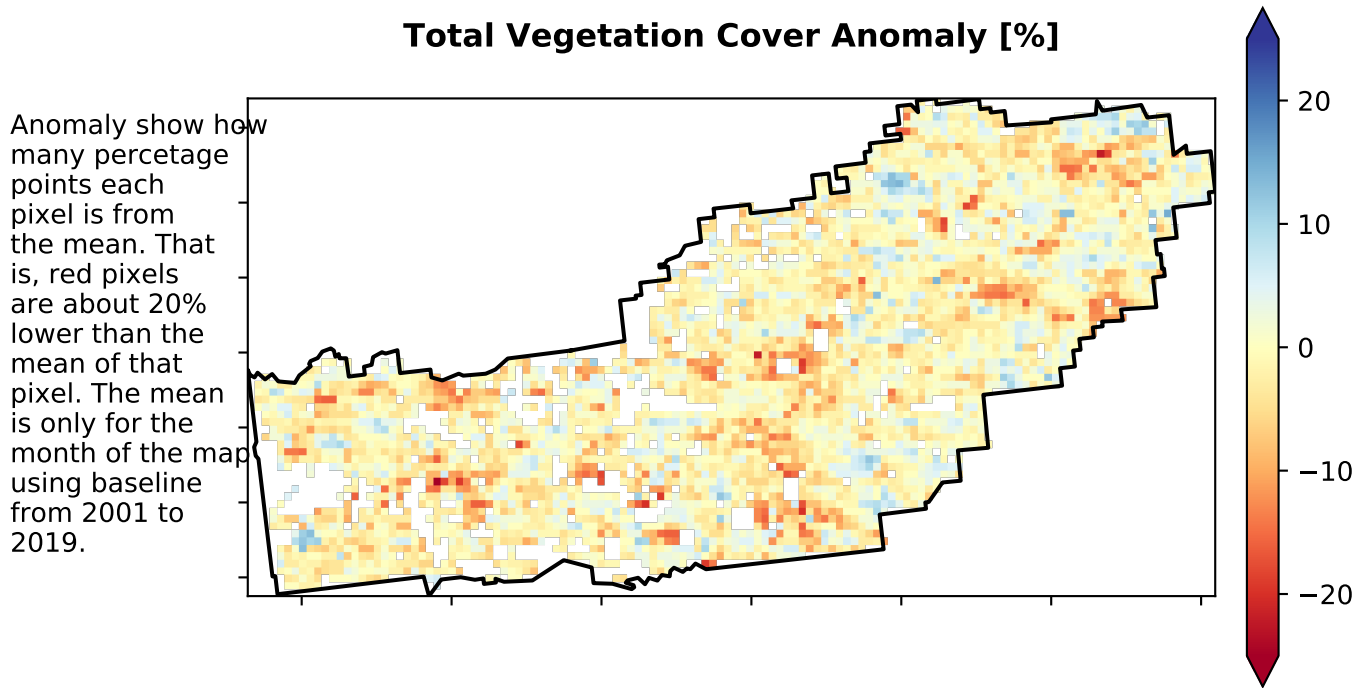 Total Vegetation Cover Anomaly [%]
Anomaly show how
many percetage
points each
pixel is from
the mean. That
is, red pixels
are about 20%
lower than the
mean of that
pixel. The mean
is only for the
month of the map
using baseline
from 2001 to
2019.
20
10
0
−10
−20